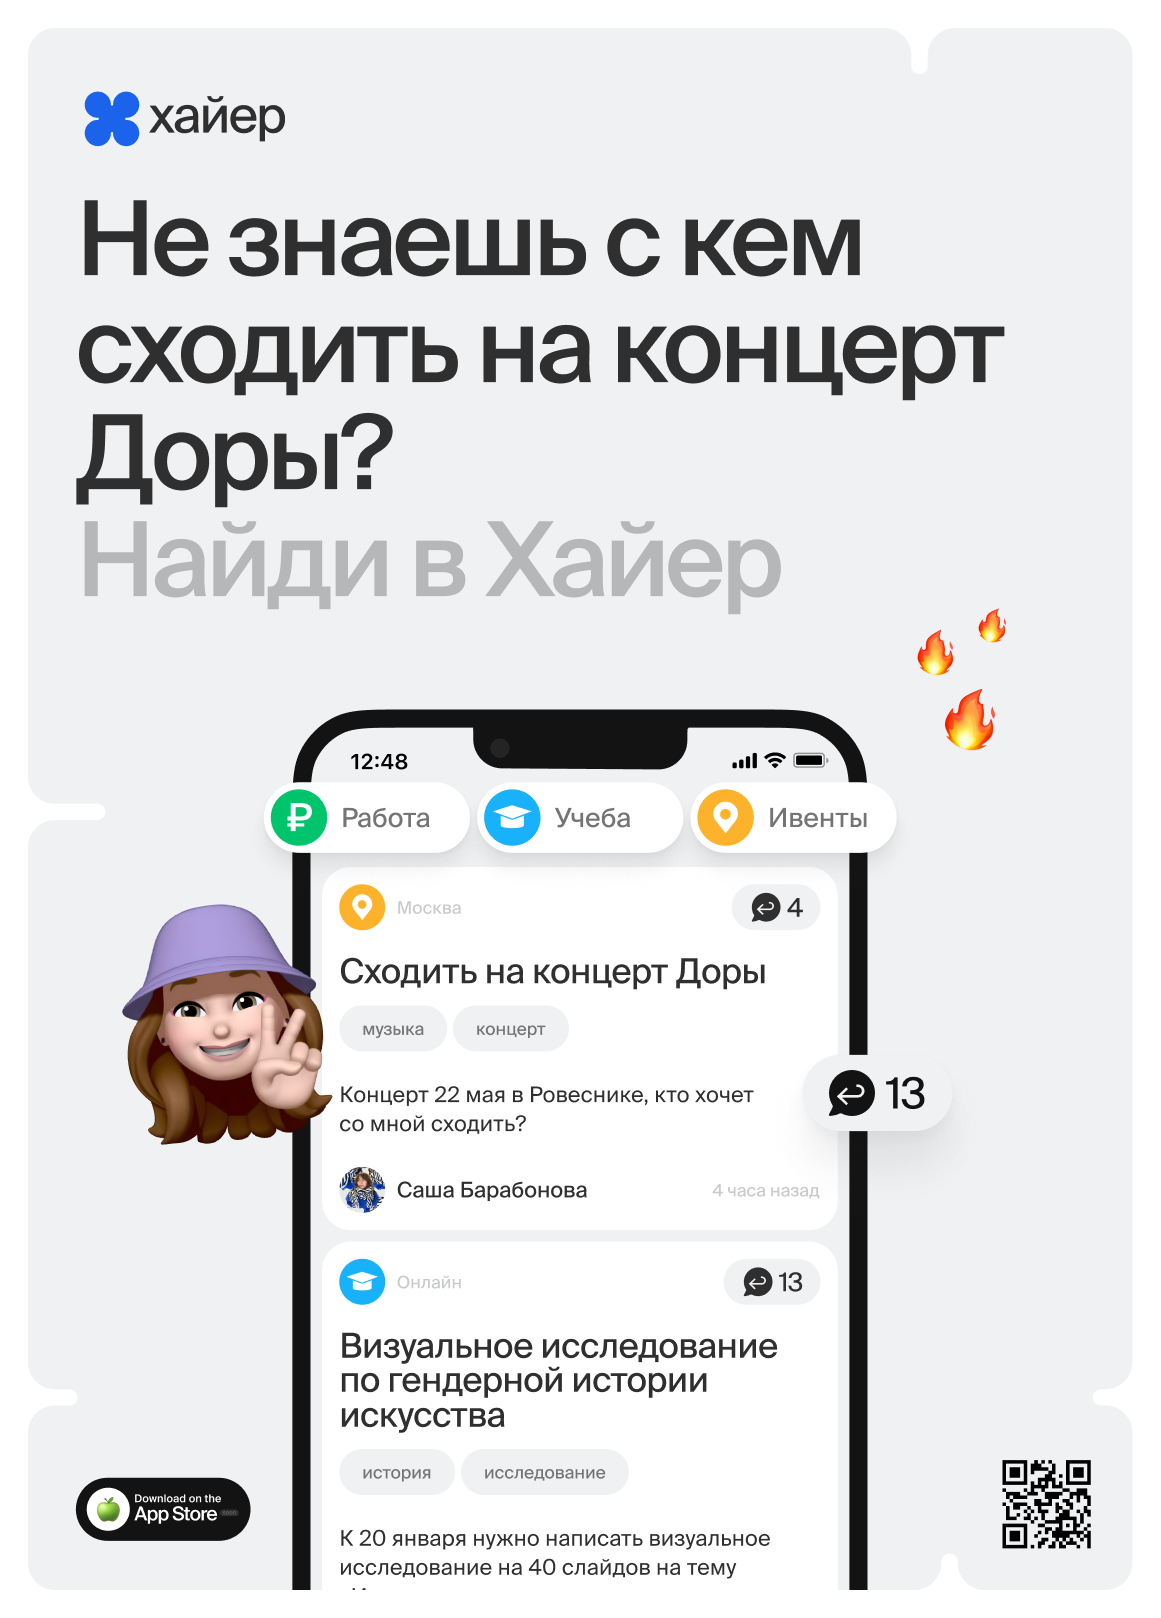 хайер
Не знаешь с кем
сходить на концерт
Доры?
Найди в Хайер
12:48
Работа
Учеба
Ивенты
Москва
4
Сходить на концерт Доры
музыка
концерт
Концерт 22 мая в Ровеснике, кто хочет
со мной сходить?
13
Саша Барабонова
4 часа назад
Онлайн
13
Визуальное исследование
по гендерной истории
искусства
история
исследование
Download on the
App Store
К 20 января нужно написать визуальное
исследование на 40 слайдов на тему